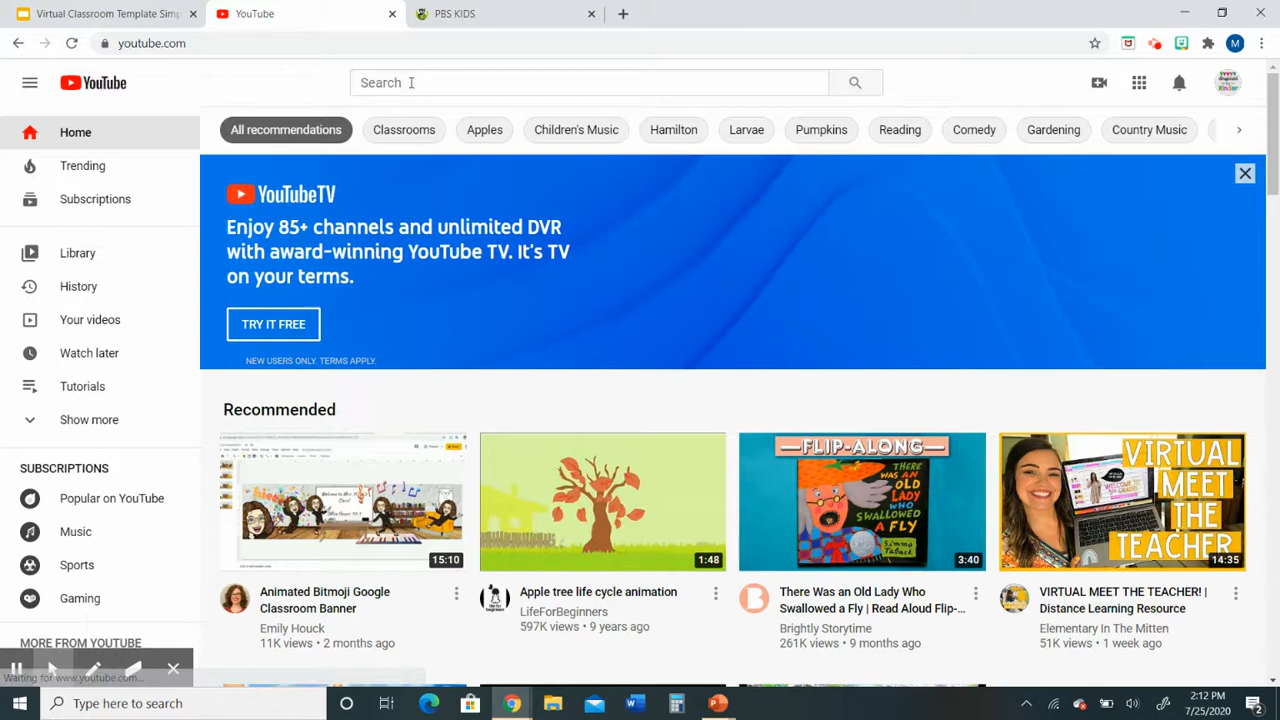 Virtual Classroom Template Simp
YouTube
PBS KIDS
youtube.com
M
YouTube
Search
Home
Trending
Subscriptions
Library
History
Your videos
Watch later
Tutorials
Show more
SUBSCRIPTIONS
Popular on YouTube
Music
Sports
Gaming
MORE FROM YOUTUBE
Waiting for www.youtube.com...
All recommendations
Classrooms
Apples
Children's Music
Hamilton
Larvae
Pumpkins
Reading
Comedy
Gardening
Country Music
YouTubeTV
Enjoy 85+ channels and unlimited DVR
with award-winning YouTube TV. It's TV
on your terms.
TRY IT FREE
NEW USERS ONLY. TERMS APPLY.
Recommended
15:10
Animated Bitmoji Google
Classroom Banner
Emily Houck
11K views • 2 months ago
1:48
Apple tree life cycle animation
LifeForBeginners
597K views • 9 years ago
FLIP-ALONG
THERE WAS AN OLD LADY WHO SWALLOWED A FLY
Simms Taback
3:40
There Was an Old Lady Who
Swallowed a Fly | Read Aloud Flip-...
Brightly Storytime
261K views • 9 months ago
VIRTUAL
MEET
THE
TEACHER!
14:35
VIRTUAL MEET THE TEACHER! |
Distance Learning Resource
Elementary In The Mitten
51K views • 1 week ago
Type here to search
2:12 PM
7/25/2020
2